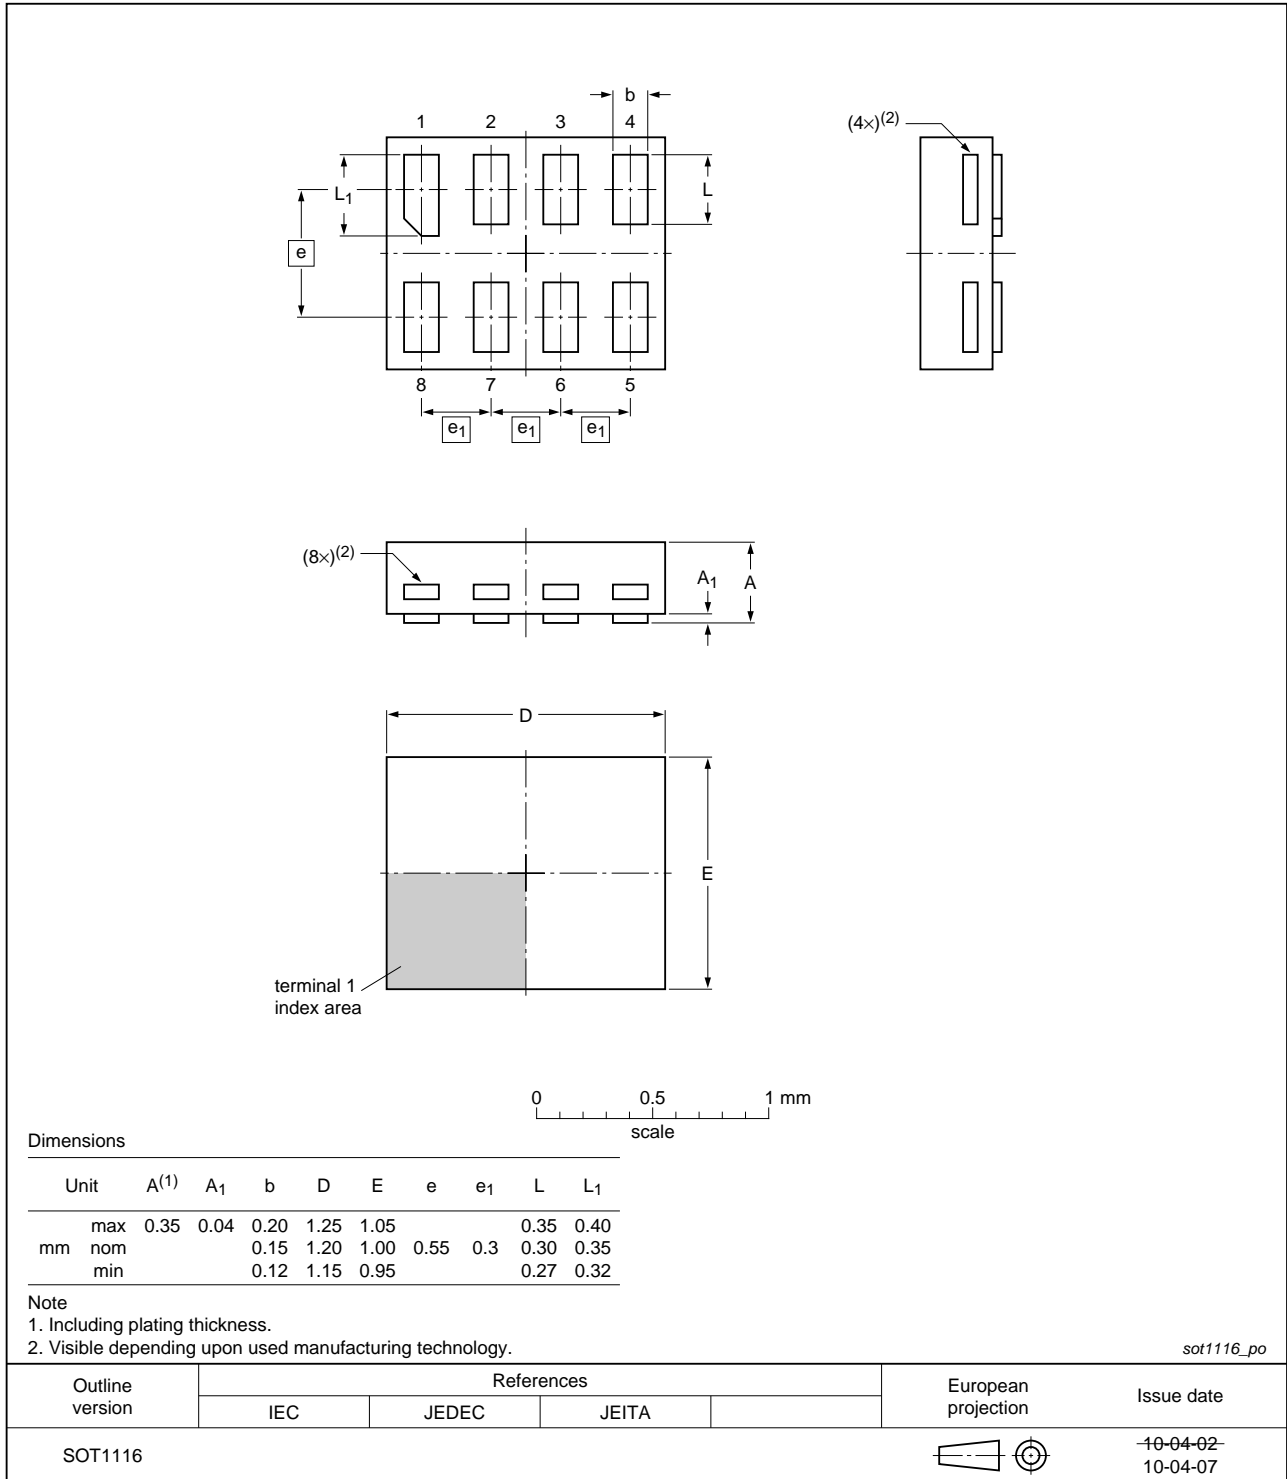 b
1 2 3 4
(4×)(2)
L1
L
e
8 7 6 5
e1 e1 e1
(8×)(2)
A1
A
D
E
terminal 1
index area
0 0.5 1 mm
scale
Dimensions
Unit A(1) A1 b D E e e1 L L1
max 0.35 0.04 0.20 1.25 1.05 0.35 0.40
mm nom 0.15 1.20 1.00 0.55 0.3 0.30 0.35
min 0.12 1.15 0.95 0.27 0.32
Note
1. Including plating thickness.
2. Visible depending upon used manufacturing technology.
sot1116_po
Outline
version
References
IEC JEDEC JEITA
European
projection
Issue date
SOT1116
10-04-02
10-04-07